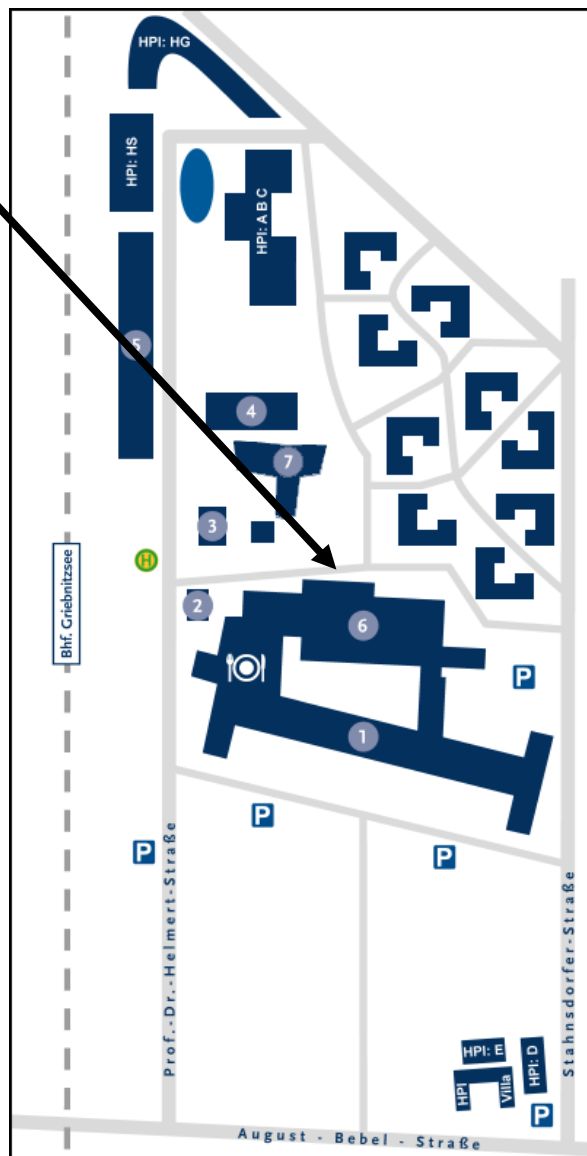 HPI: HG
HPI: HS
HPI: A B C
5
4
7
3
H
Bhf. Griebnitzsee
2
6
P
1
P
P
P
Prof.-Dr.-Helmert-Straße
Stahnsdorfer-Straße
HPI: E
HPI: D
HPI
Villa
P
August - Bebel - Straße